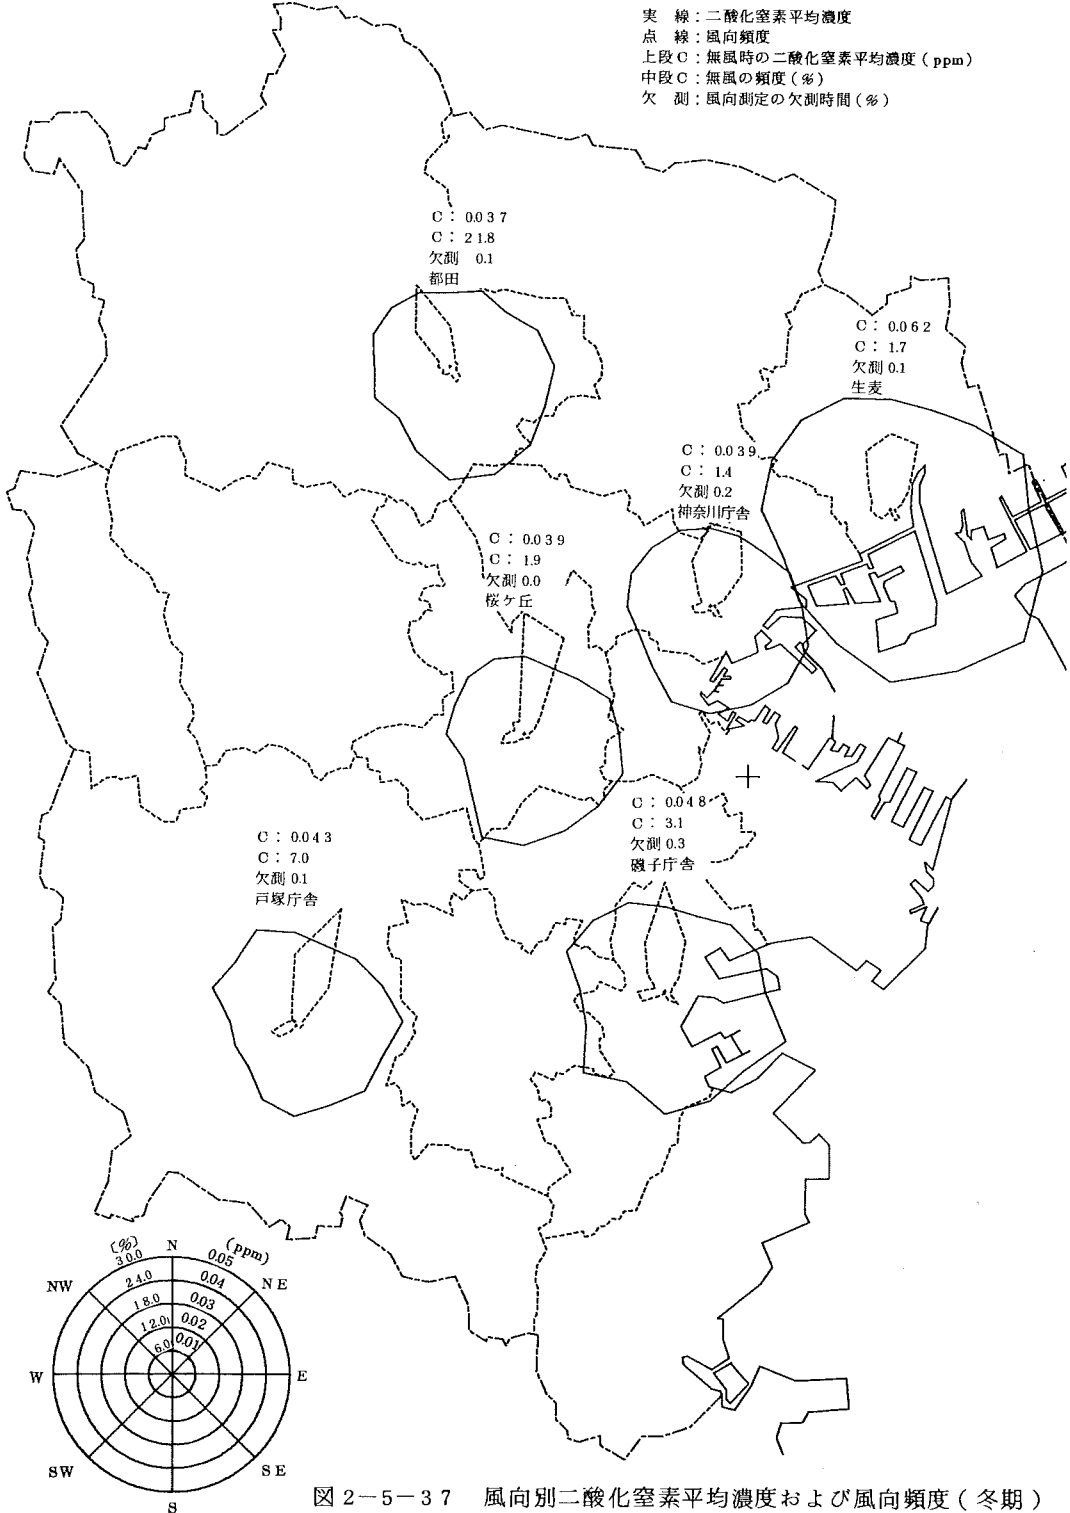 実線：二酸化窒素平均濃度
点線：風向頻度
上段C：無風時の二酸化窒素平均濃度(ppm)
中段C：無風の頻度(%)
欠測：風向測定の欠測時間(%)
C：0.037
C：21.8
欠測 0.1
都田
C：0.062
C：1.7
欠測 0.1
生麦
C：0.039
C：1.4
欠測 0.2
神奈川庁舎
C：0.039
C：1.9
欠測 0.0
桜ケ丘
C：0.048
C：3.1
欠測 0.3
磯子庁舎
C：0.043
C：7.0
欠測 0.1
戸塚庁舎
[%] N (ppm)
30.0 0.05
NW 24.0 0.04 NE
18.0 0.03
12.0 0.02
6.0 0.01
W E
SW SE
S
図2－5－37 風向別二酸化窒素平均濃度および風向頻度(冬期)